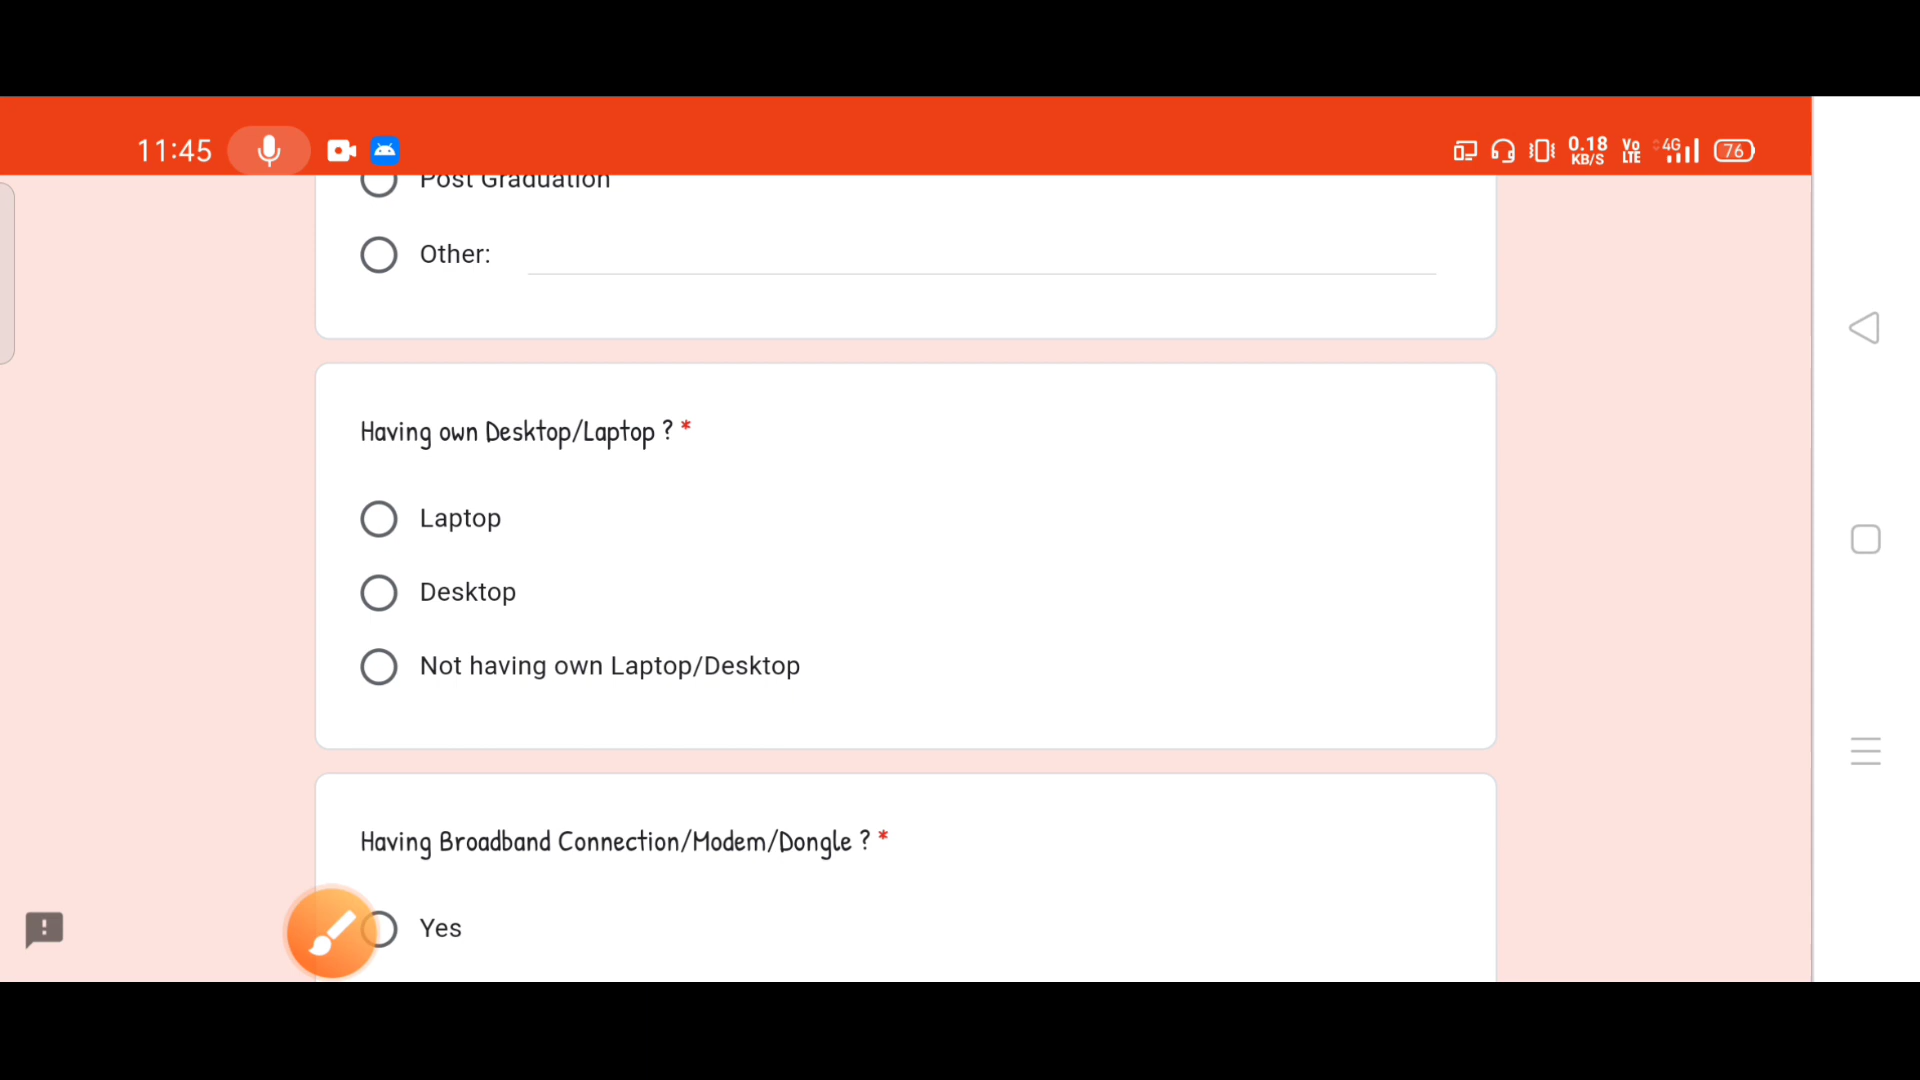 11:45
0.18
KB/S
Vo
LTE
4G
76
Post Graduation
Other:
Having own Desktop/Laptop ? *
Laptop
Desktop
Not having own Laptop/Desktop
Having Broadband Connection/Modem/Dongle ? *
Yes